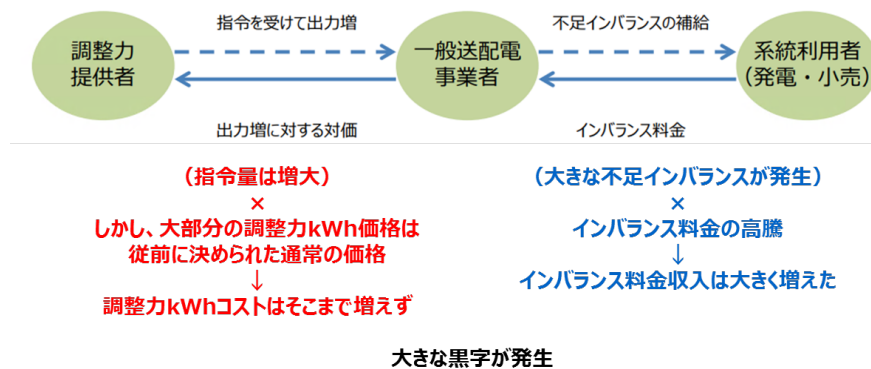 指令を受けて出力増
不足インバランスの補給
調整力
提供者
一般送配電
事業者
系統利用者
(発電・小売)
出力増に対する対価
インバランス料金
(指令量は増大)
×
しかし、大部分の調整力kWh価格は
従前に決められた通常の価格
↓
調整力kWhコストはそこまで増えず
(大きな不足インバランスが発生)
×
インバランス料金の高騰
↓
インバランス料金収入は大きく増えた
大きな黒字が発生